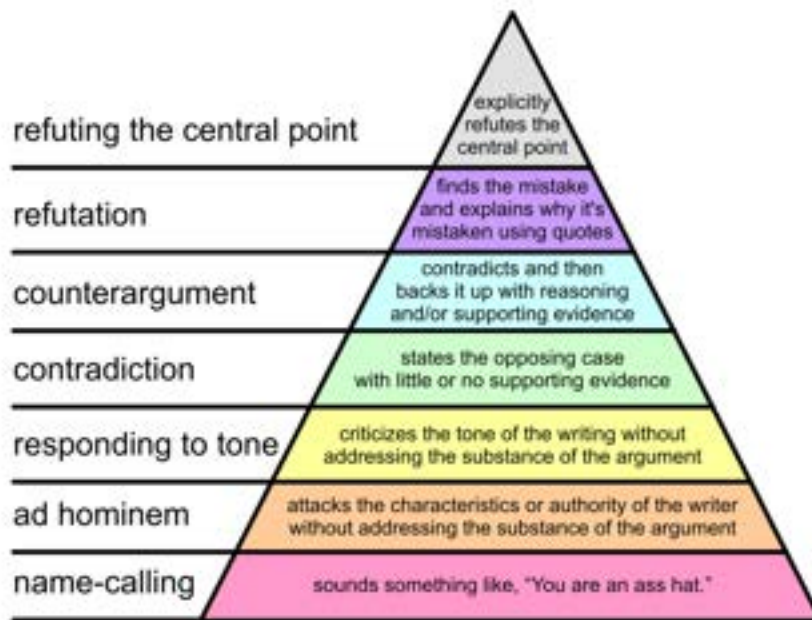 refuting the central point
explicitly
refutes the
central point
refutation
finds the mistake
and explains why it's
mistaken using quotes
counterargument
contradicts and then
backs it up with reasoning
and/or supporting evidence
contradiction
states the opposing case
with little or no supporting evidence
responding to tone
criticizes the tone of the writing without
addressing the substance of the argument
ad hominem
attacks the characteristics or authority of the writer
without addressing the substance of the argument
name-calling
sounds something like, “You are an ass hat.”